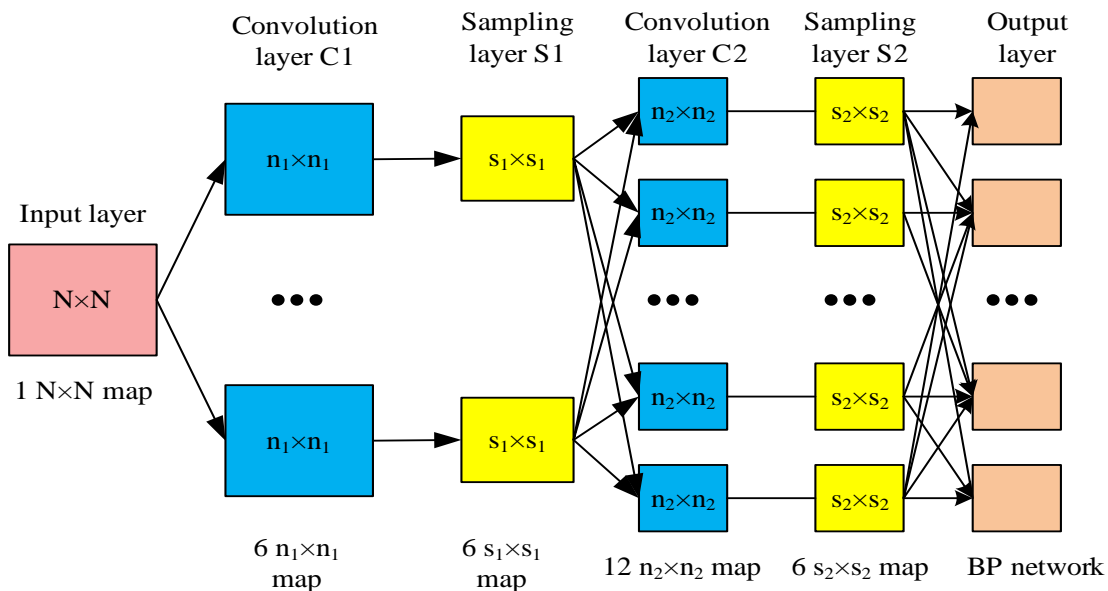 Convolution
layer C1
Sampling
layer S1
Convolution
layer C2
Sampling
layer S2
Output
layer
Input layer
N×N
1 N×N map
n₁×n₁
n₁×n₁
6 n₁×n₁
map
s₁×s₁
s₁×s₁
6 s₁×s₁
map
n₂×n₂
n₂×n₂
n₂×n₂
n₂×n₂
12 n₂×n₂ map
s₂×s₂
s₂×s₂
s₂×s₂
s₂×s₂
6 s₂×s₂ map
BP network